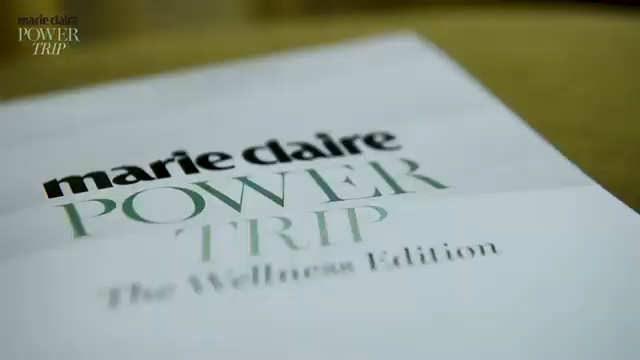 marie claire
POWER
TRIP
marie claire
POWER
TRIP
The Wellness Edition